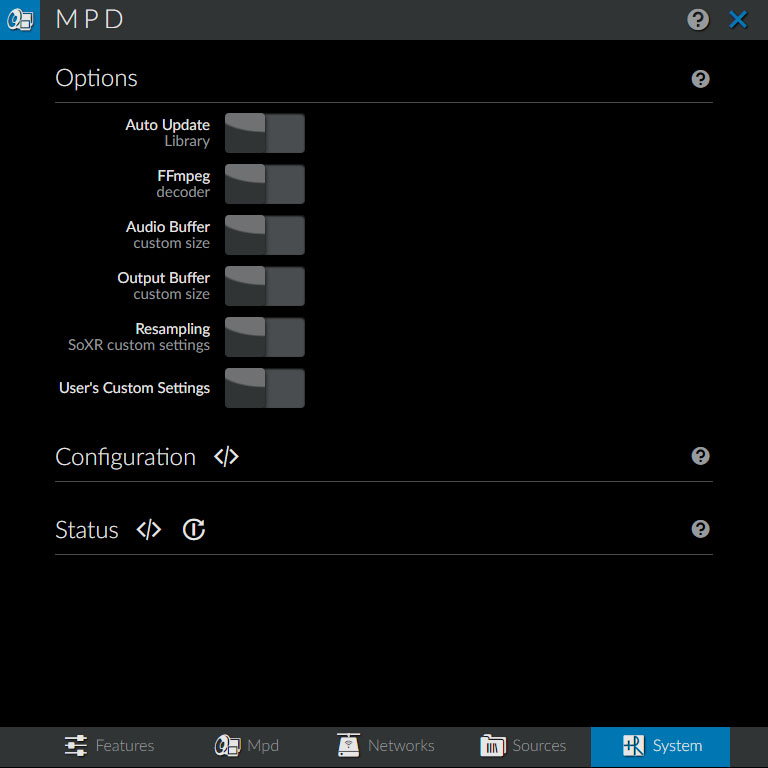 MPD
Options
Auto Update
Library
FFmpeg
decoder
Audio Buffer
custom size
Output Buffer
custom size
Resampling
SoXR custom settings
User's Custom Settings
Configuration </>
Status </>
Features Mpd Networks Sources System